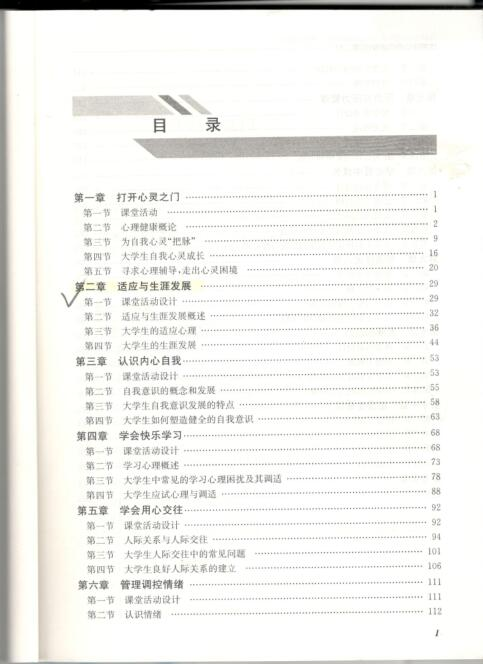 目 录
第一章 打开心灵之门 1
第一节 课堂活动 1
第二节 心理健康概论 2
第三节 为自我心灵“把脉” 9
第四节 大学生自我心灵成长 16
第五节 寻求心理辅导,走出心灵困境 20
第二章 适应与生涯发展 29
第一节 课堂活动设计 29
第二节 适应与生涯发展概述 32
第三节 大学生的适应心理 36
第四节 大学生的生涯发展 44
第三章 认识内心自我 53
第一节 课堂活动设计 53
第二节 自我意识的概念和发展 55
第三节 大学生自我意识发展的特点 58
第四节 大学生如何塑造健全的自我意识 63
第四章 学会快乐学习 68
第一节 课堂活动设计 68
第二节 学习心理概述 73
第三节 大学生中常见的学习心理困扰及其调适 78
第四节 大学生应试心理与调适 88
第五章 学会用心交往 92
第一节 课堂活动设计 92
第二节 人际关系与人际交往 94
第三节 大学生人际交往中的常见问题 101
第四节 大学生良好人际关系的建立 106
第六章 管理调控情绪 111
第一节 课堂活动设计 111
第二节 认识情绪 112
1